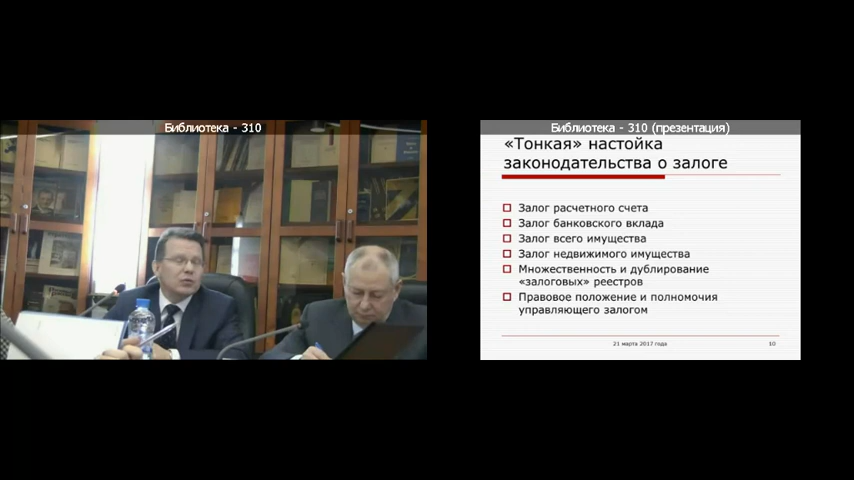 Библиотека - 310
Библиотека - 310 (презентация)
«Тонкая» настойка
законодательства о залоге
Залог расчетного счета
Залог банковского вклада
Залог всего имущества
Залог недвижимого имущества
Множественность и дублирование
«залоговых» реестров
Правовое положение и полномочия
управляющего залогом
21 марта 2017 года
10